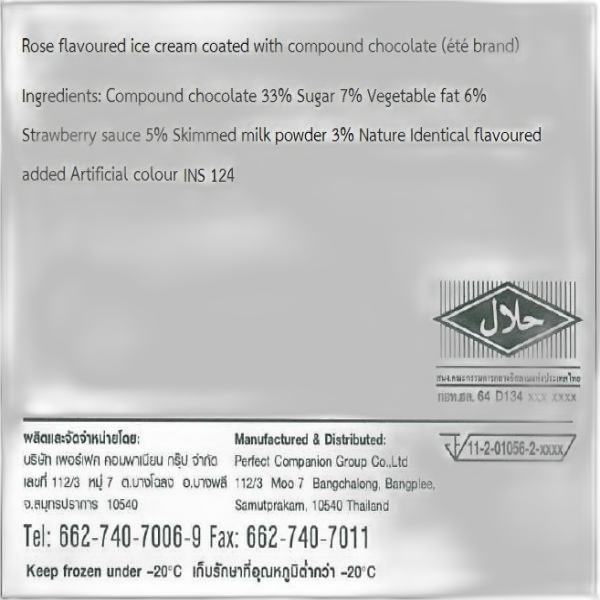 Rose flavoured ice cream coated with compound chocolate (été brand)
Ingredients: Compound chocolate 33% Sugar 7% Vegetable fat 6%
Strawberry sauce 5% Skimmed milk powder 3% Nature Identical flavoured
added Artificial colour INS 124
حلال
กอท.ฮล. 64 D134 xxx xxxx
ผลิตและจัดจำหน่ายโดย:
บริษัท เพอร์เฟค คอมพาเนียน กรุ๊ป จำกัด
เลขที่ 112/3 หมู่ 7 ต.บางโฉลง อ.บางพลี
จ.สมุทรปราการ 10540
Manufactured & Distributed:
Perfect Companion Group Co.,Ltd
112/3 Moo 7 Bangchalong, Bangplee,
Samutprakarn, 10540 Thailand
11-2-01056-2-xxxx
Tel: 662-740-7006-9 Fax: 662-740-7011
Keep frozen under -20°C เก็บรักษาที่อุณหภูมิต่ำกว่า -20°C